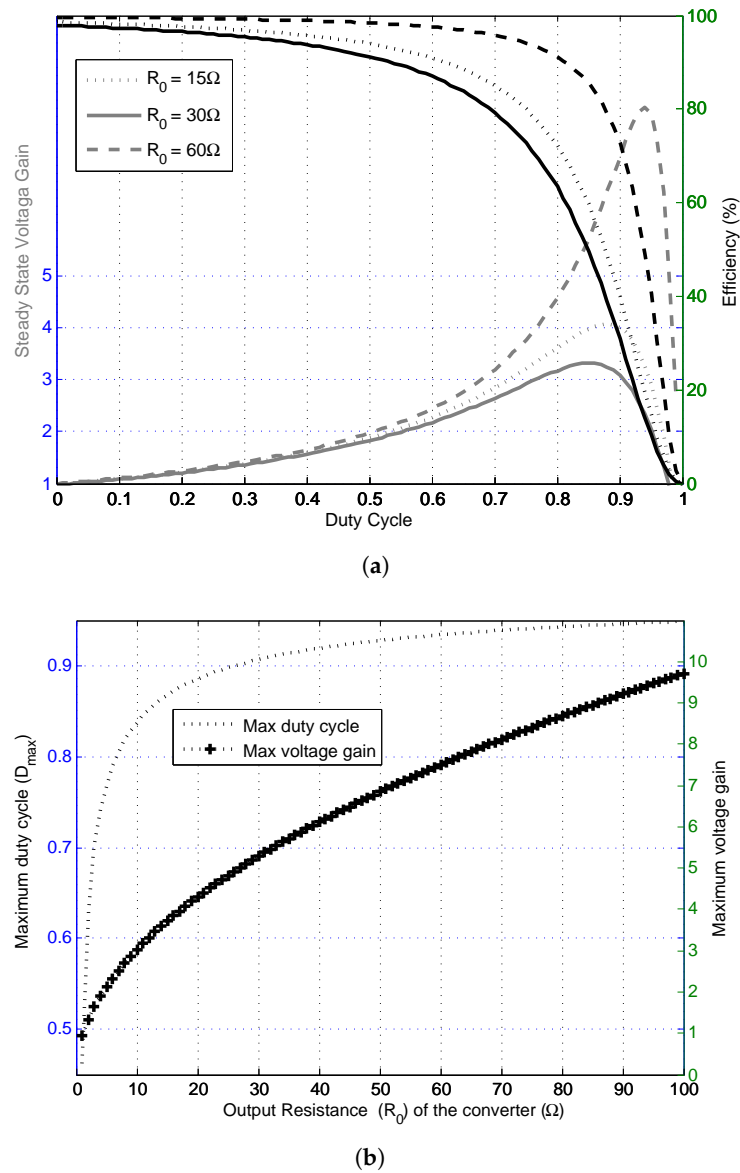 100
80
60
40
20
0
R0 = 15Ω
R0 = 30Ω
R0 = 60Ω
Steady State Voltaga Gain
Efficiency (%)
5
4
3
2
1
0 0.1 0.2 0.3 0.4 0.5 0.6 0.7 0.8 0.9 1
Duty Cycle
(a)
0.9
0.8
0.7
0.6
0.5
Maximum duty cycle (Dmax)
Max duty cycle
Max voltage gain
10
9
8
7
6
5
4
3
2
1
0
Maximum voltage gain
0 10 20 30 40 50 60 70 80 90 100
Output Resistance (R0) of the converter (Ω)
(b)